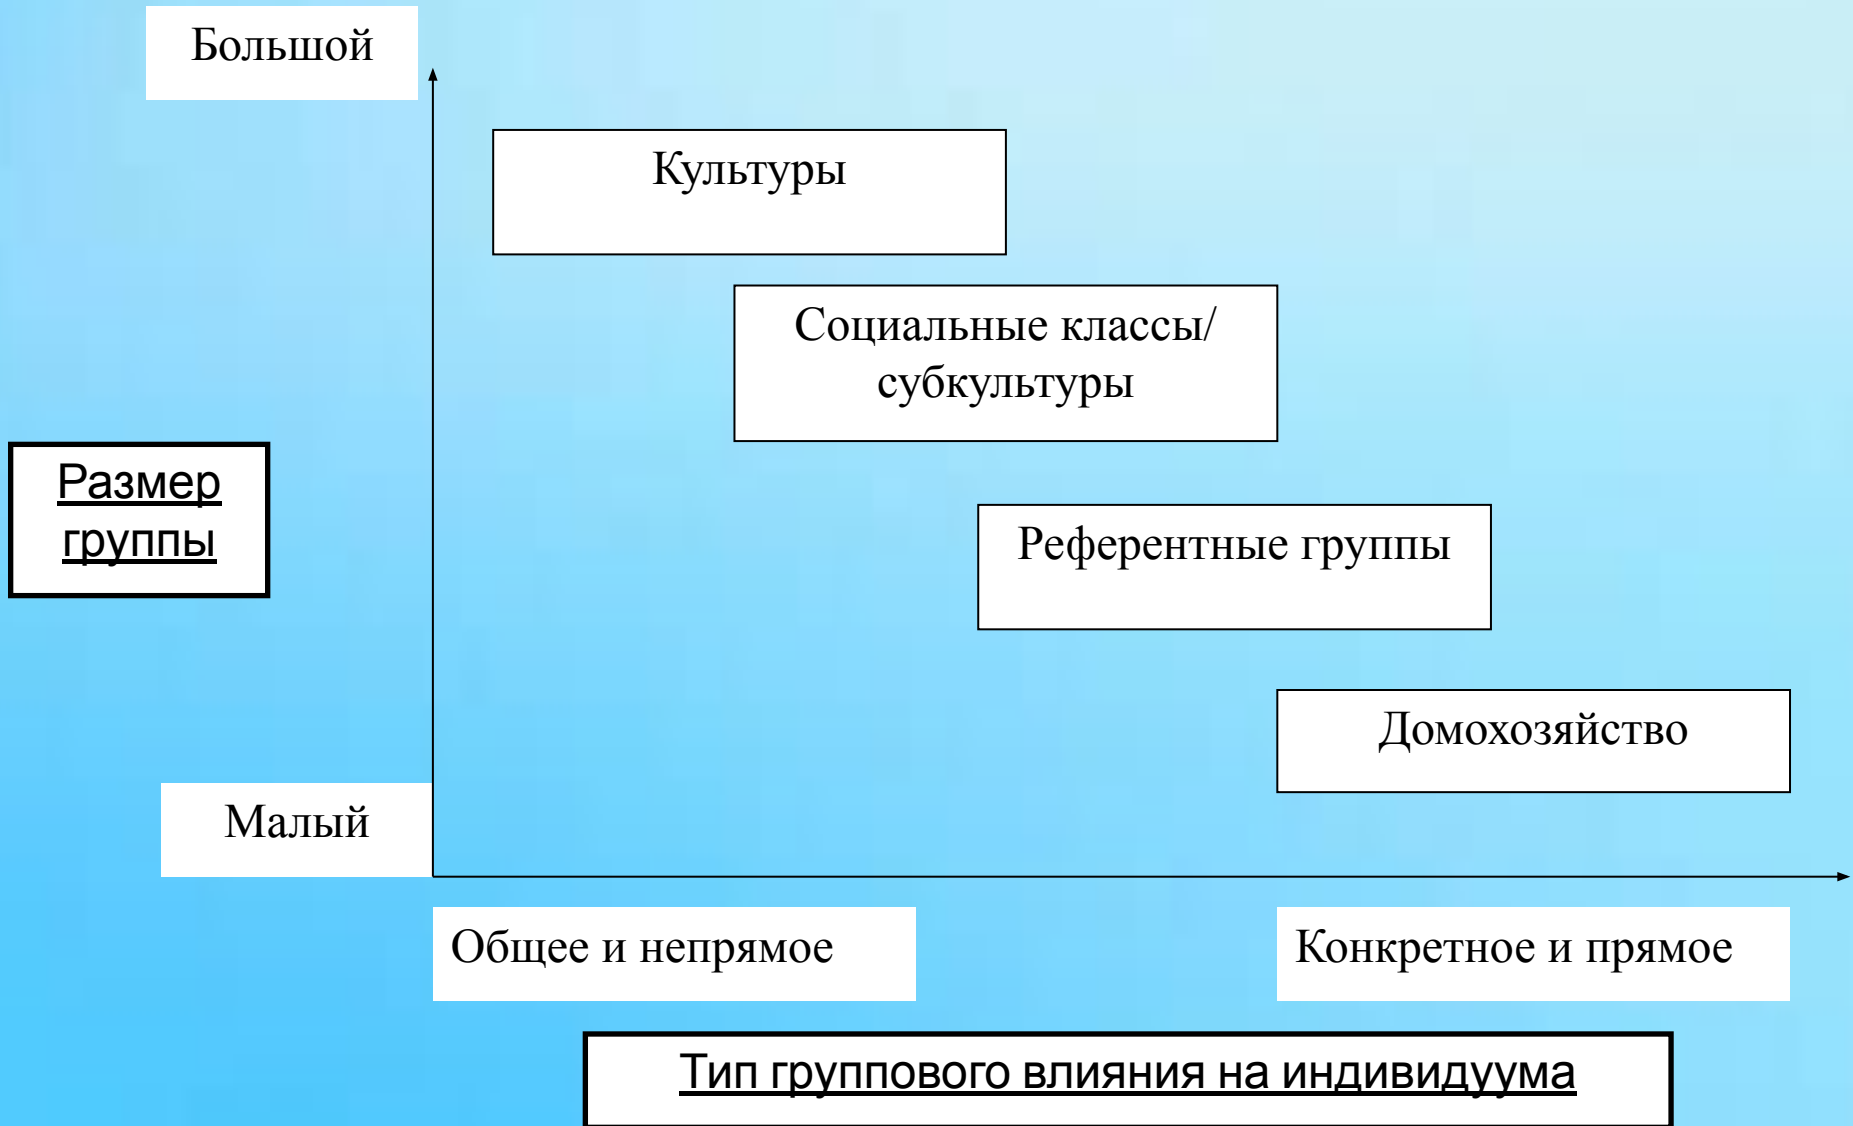 Большой
Культуры
Социальные классы/
субкультуры
Размер
группы
Референтные группы
Домохозяйство
Малый
Общее и непрямое
Конкретное и прямое
Тип группового влияния на индивидуума